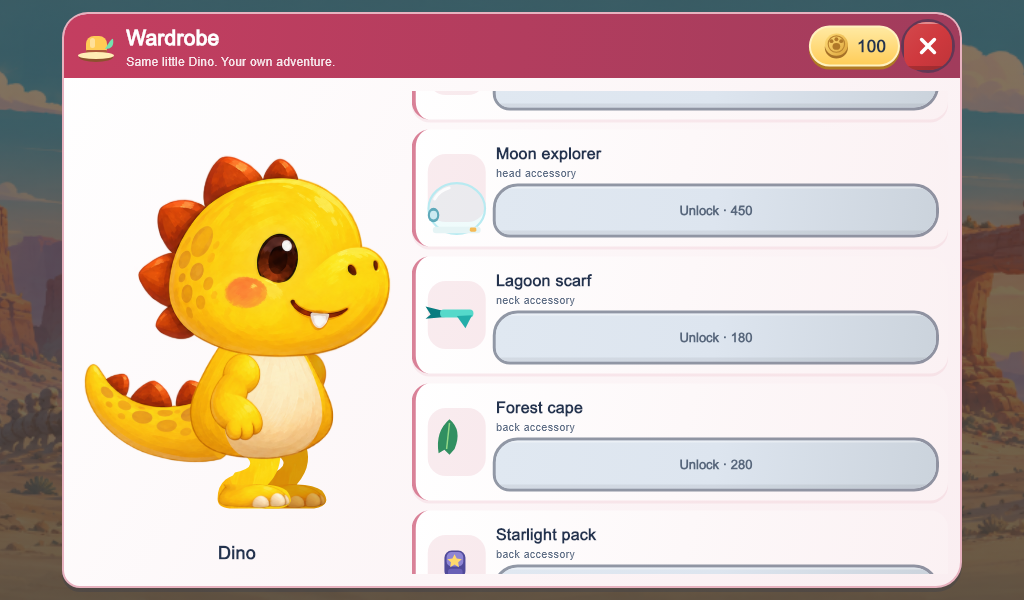 Wardrobe
Same little Dino. Your own adventure.
100
Moon explorer
head accessory
Unlock · 450
Lagoon scarf
neck accessory
Unlock · 180
Forest cape
back accessory
Unlock · 280
Starlight pack
back accessory
Dino